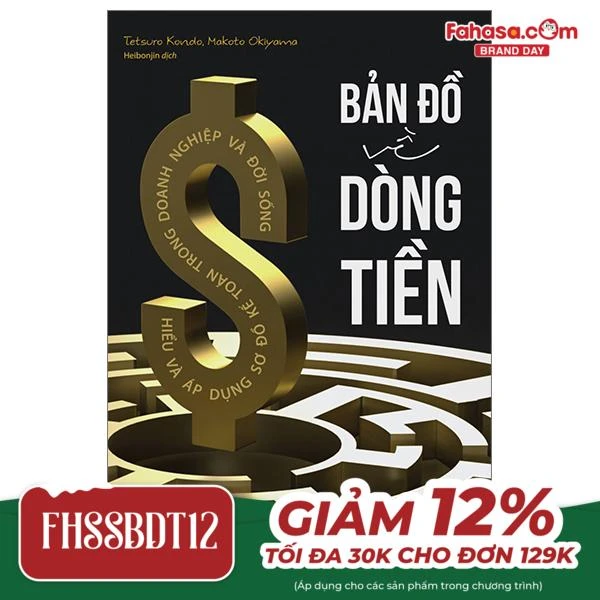 Tetsuro Kondo, Makoto Okiyama
Heibonjin dịch
Fahasa.com
BRAND DAY
BẢN ĐỒ
về
DÒNG
TIỀN
HIỂU VÀ ÁP DỤNG SƠ ĐỒ KẾ TOÁN TRONG DOANH NGHIỆP VÀ ĐỜI SỐNG
FHSSBDT12
GIẢM 12%
TỐI ĐA 30K CHO ĐƠN 129K
(Áp dụng cho các sản phẩm trong chương trình)